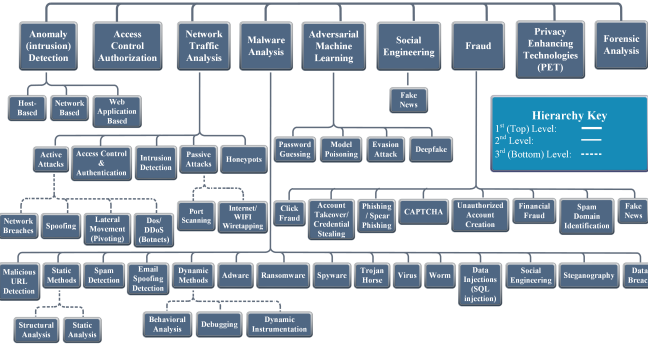 Anomaly
(intrusion)
Detection
Access
Control
Authorization
Network
Traffic
Analysis
Malware
Analysis
Adversarial
Machine
Learning
Social
Engineering
Fraud
Privacy
Enhancing
Technologies
(PET)
Forensic
Analysis
Host-
Based
Network
Based
Web
Application
Based
Fake
News
Hierarchy Key
1st (Top) Level:
2nd Level:
3rd (Bottom) Level:
Active
Attacks
Access Control
&
Authentication
Intrusion
Detection
Passive
Attacks
Honeypots
Password
Guessing
Model
Poisoning
Evasion
Attack
Deepfake
Network
Breaches
Spoofing
Lateral
Movement
(Pivoting)
Dos/
DDoS
(Botnets)
Port
Scanning
Internet/
WIFI
Wiretapping
Click
Fraud
Account
Takeover/
Credential
Stealing
Phishing
/ Spear
Phishing
CAPTCHA
Unauthorized
Account
Creation
Financial
Fraud
Spam
Domain
Identification
Fake
News
Malicious
URL
Detection
Static
Methods
Spam
Detection
Email
Spoofing
Detection
Dynamic
Methods
Adware
Ransomware
Spyware
Trojan
Horse
Virus
Worm
Data
Injections
(SQL
injection)
Social
Engineering
Steganography
Data
Breac
Structural
Analysis
Static
Analysis
Behavioral
Analysis
Debugging
Dynamic
Instrumentation